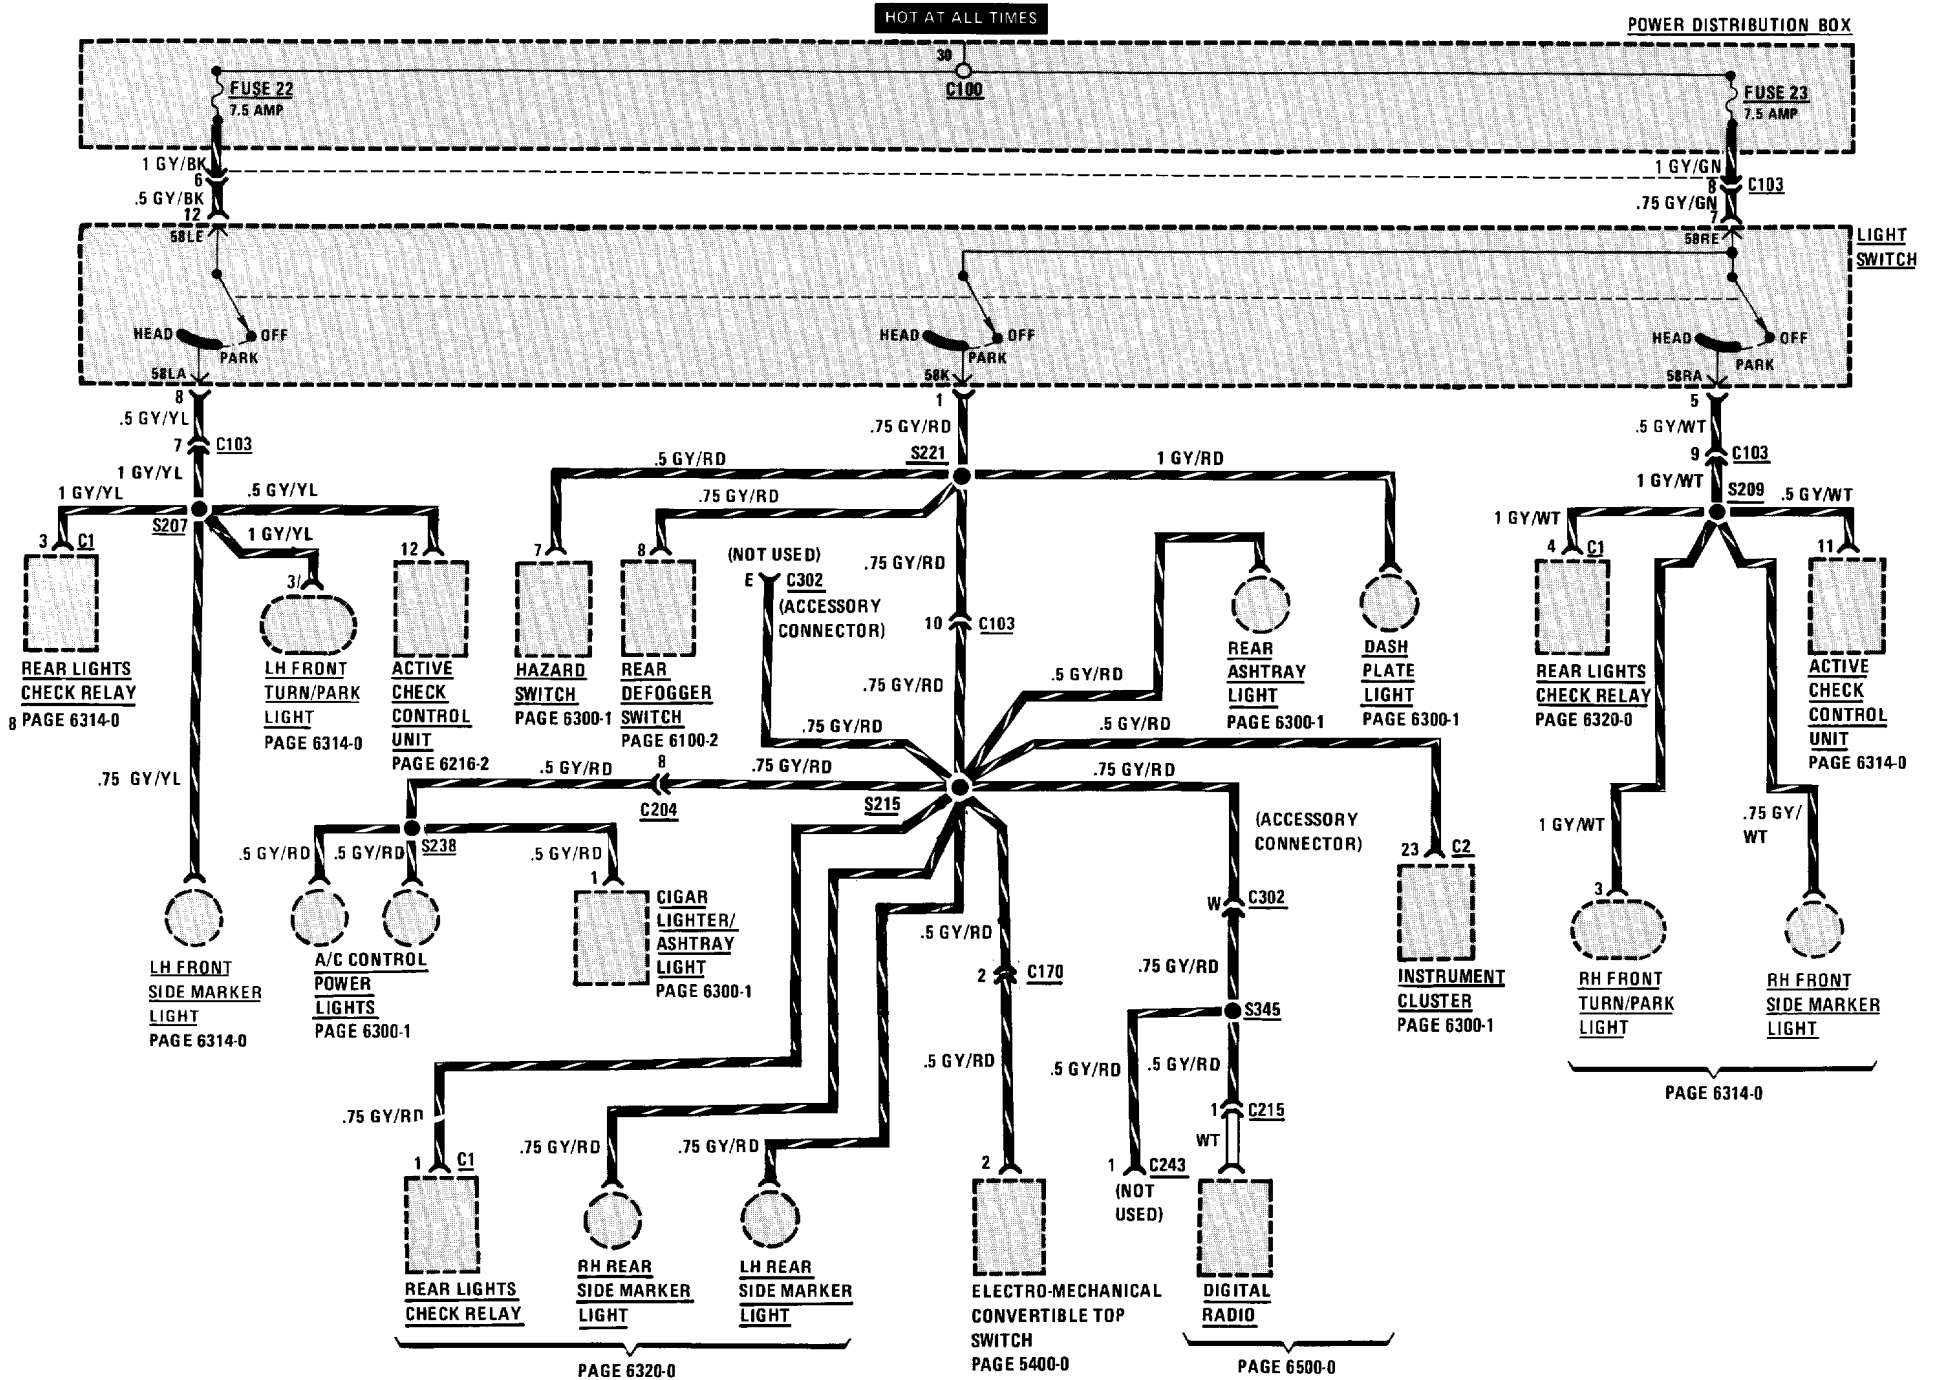 HOT AT ALL TIMES
POWER DISTRIBUTION BOX
30
C100
FUSE 22
7.5 AMP
FUSE 23
7.5 AMP
1 GY/BK
6
.5 GY/BK
12
1 GY/GN
8
C103
.75 GY/GN
7
58LE
58RE
LIGHT
SWITCH
HEAD
OFF
PARK
HEAD
OFF
PARK
HEAD
OFF
PARK
58LA
58K
58RA
8
.5 GY/YL
7
C103
1 GY/YL
1
.75 GY/RD
S221
5
.5 GY/WT
9
C103
1 GY/WT
1 GY/YL
.5 GY/YL
S207
1 GY/YL
.5 GY/RD
.75 GY/RD
1 GY/RD
S209
.5 GY/WT
1 GY/WT
3
C1
3/
12
7
8
(NOT USED)
E
C302
(ACCESSORY
CONNECTOR)
.75 GY/RD
10
C103
4
C1
11
REAR LIGHTS
CHECK RELAY
8 PAGE 6314-0
LH FRONT
TURN/PARK
LIGHT
PAGE 6314-0
ACTIVE
CHECK
CONTROL
UNIT
PAGE 6216-2
HAZARD
SWITCH
PAGE 6300-1
REAR
DEFOGGER
SWITCH
PAGE 6100-2
.75 GY/RD
.5 GY/RD
REAR
ASHTRAY
LIGHT
PAGE 6300-1
DASH
PLATE
LIGHT
PAGE 6300-1
REAR LIGHTS
CHECK RELAY
PAGE 6320-0
ACTIVE
CHECK
CONTROL
UNIT
PAGE 6314-0
.75 GY/YL
.75 GY/RD
.5 GY/RD
.5 GY/RD
8
C204
.75 GY/RD
S215
.75 GY/RD
S238
.5 GY/RD
.5 GY/RD
.5 GY/RD
1
(ACCESSORY
CONNECTOR)
23
C2
1 GY/WT
3
.75 GY/
WT
LH FRONT
SIDE MARKER
LIGHT
PAGE 6314-0
A/C CONTROL
POWER
LIGHTS
PAGE 6300-1
CIGAR
LIGHTER/
ASHTRAY
LIGHT
PAGE 6300-1
.5 GY/RD
2
C170
W
C302
.75 GY/RD
S345
INSTRUMENT
CLUSTER
PAGE 6300-1
RH FRONT
TURN/PARK
LIGHT
RH FRONT
SIDE MARKER
LIGHT
PAGE 6314-0
.5 GY/RD
.5 GY/RD
.5 GY/RD
1
C215
WT
.75 GY/RD
.75 GY/RD
.75 GY/RD
1
C1
2
1
C243
(NOT
USED)
REAR LIGHTS
CHECK RELAY
RH REAR
SIDE MARKER
LIGHT
LH REAR
SIDE MARKER
LIGHT
PAGE 6320-0
ELECTRO-MECHANICAL
CONVERTIBLE TOP
SWITCH
PAGE 5400-0
DIGITAL
RADIO
PAGE 6500-0